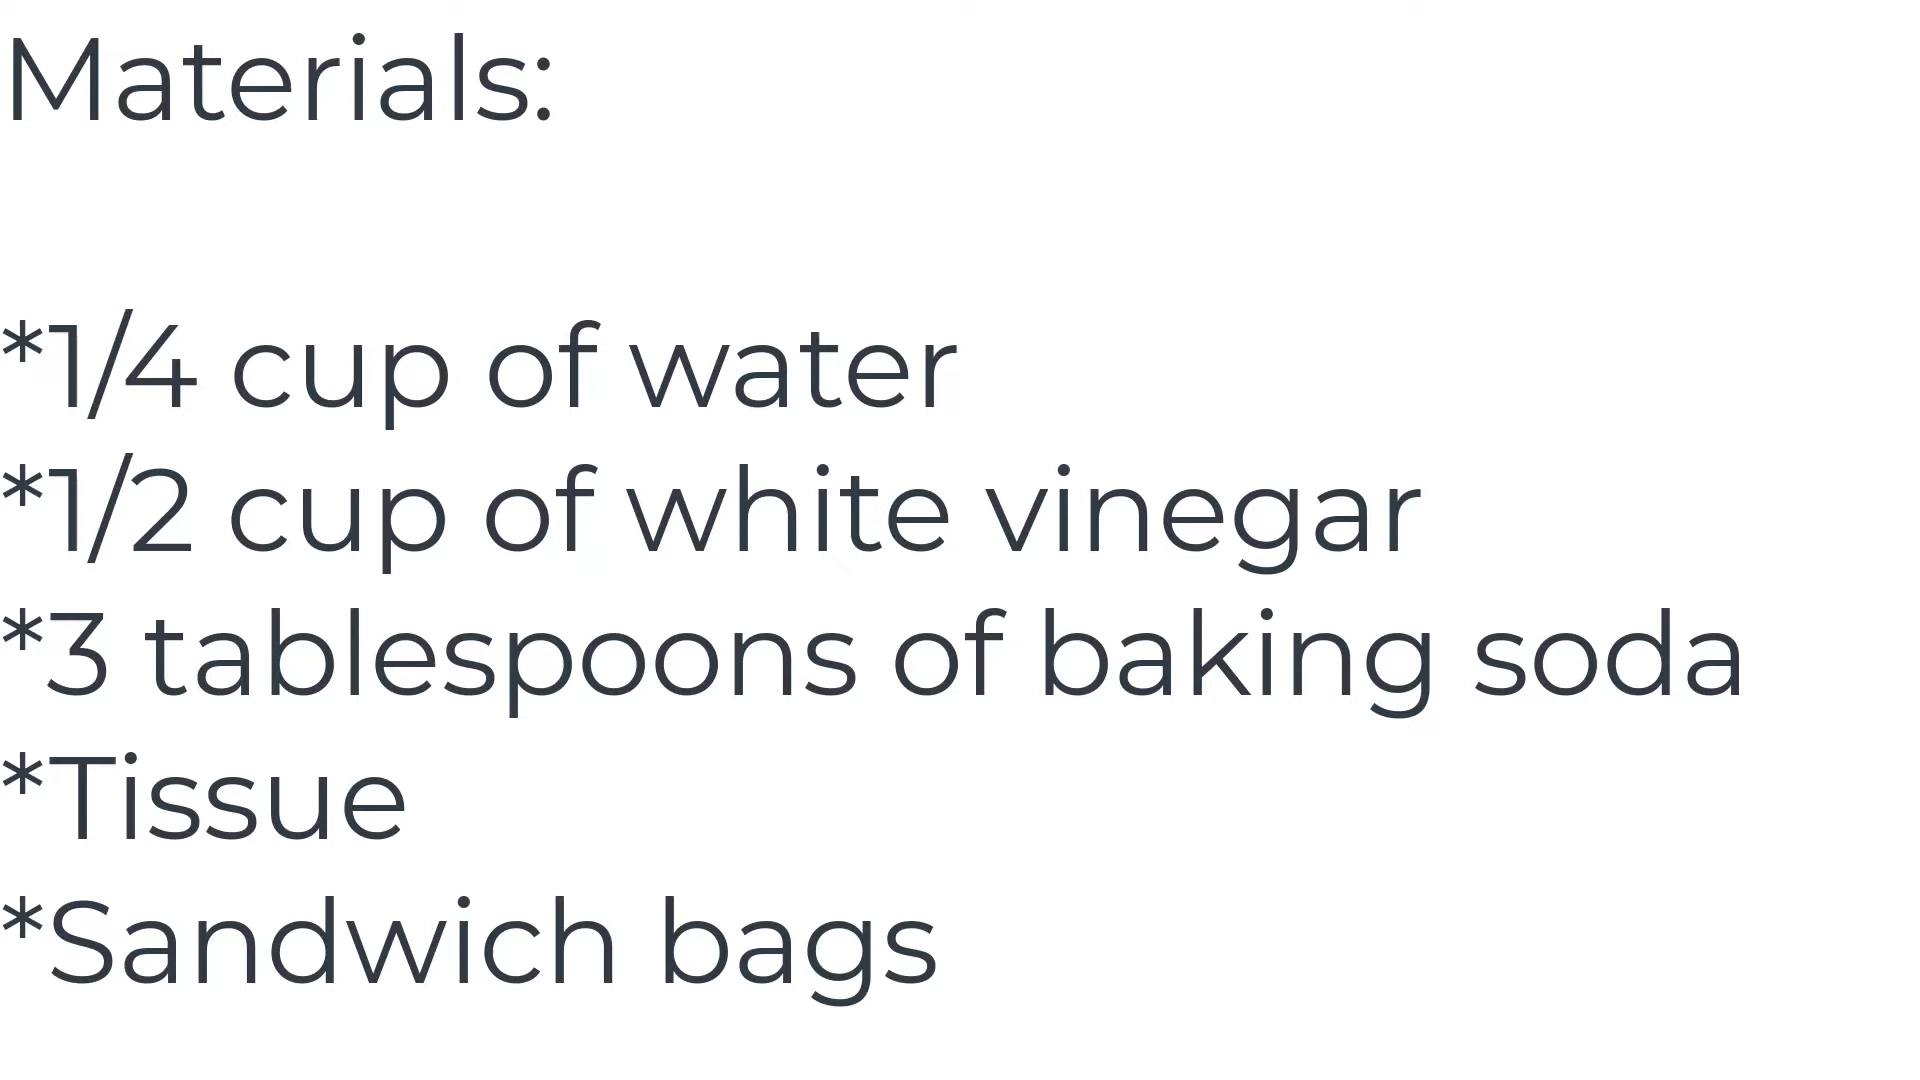 Materials:
*1/4 cup of water
*1/2 cup of white vinegar
*3 tablespoons of baking soda
*Tissue
*Sandwich bags